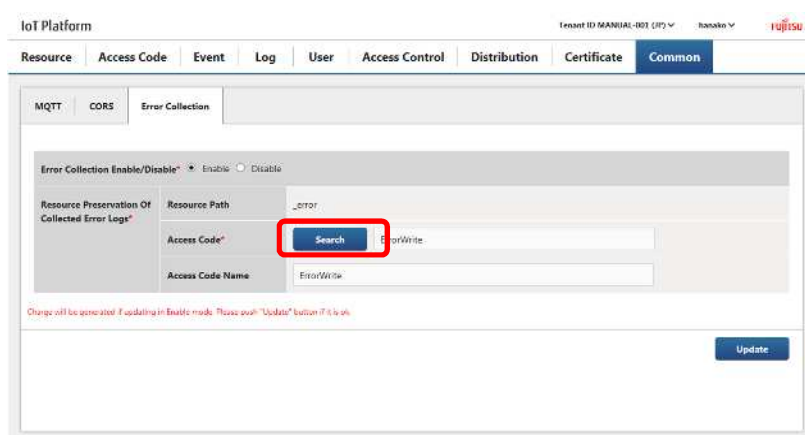 IoT Platform
Tenant ID MANUAL-001 (JP)
hanako
FUJITSU
Resource
Access Code
Event
Log
User
Access Control
Distribution
Certificate
Common
MQTT
CORS
Error Collection
Error Collection Enable/Disable*
Enable
Disable
Resource Preservation Of
Collected Error Logs*
Resource Path
_error
Access Code*
Search
ErrorWrite
Access Code Name
ErrorWrite
Charge will be generated if updating in Enable mode. Please push "Update" button if it is ok.
Update